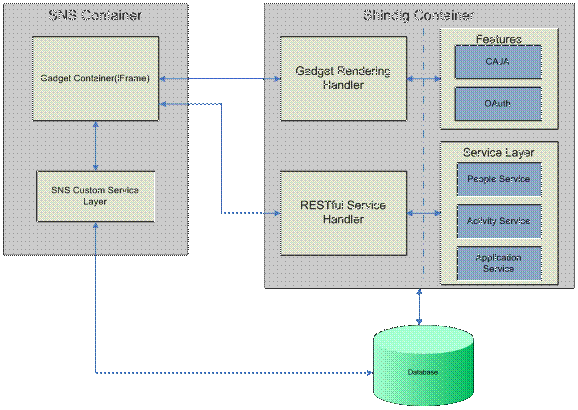 SNS Container
Gadget Container(iFrame)
SNS Custom Service
Layer
Shindig Container
Gadget Rendering
Handler
RESTful Service
Handler
Features
CAJA
OAuth
Service Layer
People Service
Activity Service
Application
Service
Database